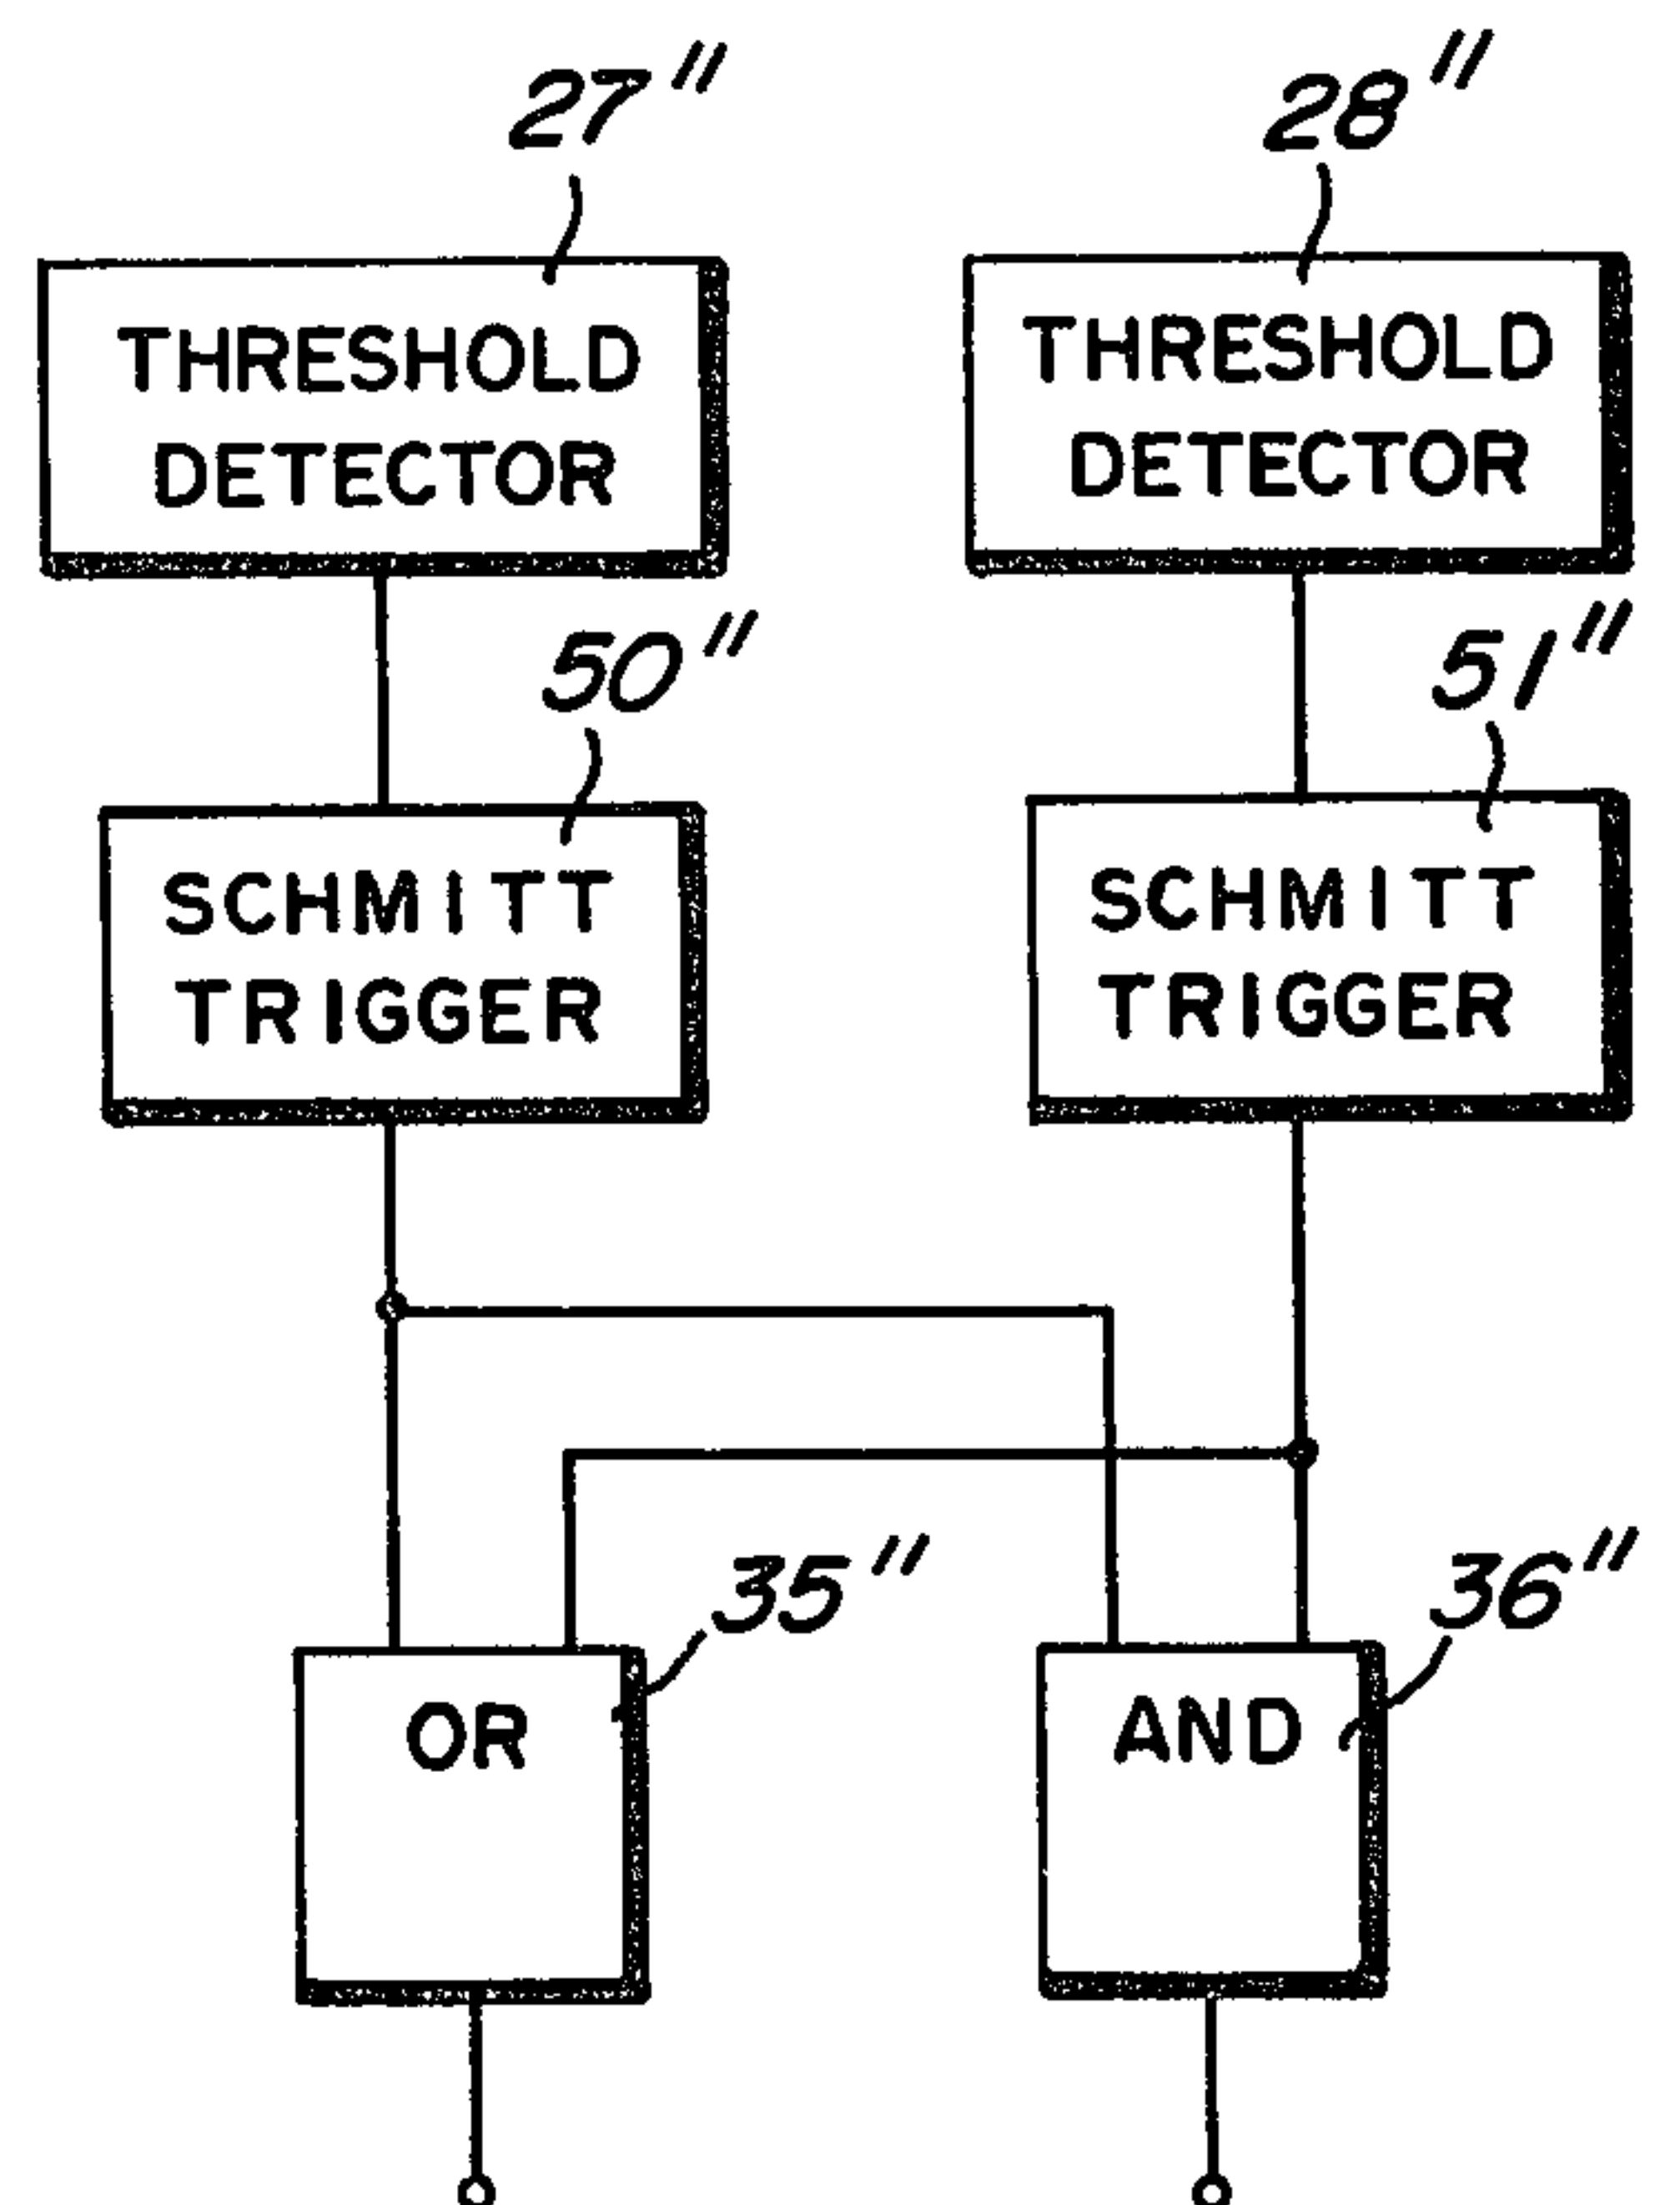 27"
28"
THRESHOLD
DETECTOR
THRESHOLD
DETECTOR
50"
51"
SCHMITT
TRIGGER
SCHMITT
TRIGGER
35"
36"
OR
AND